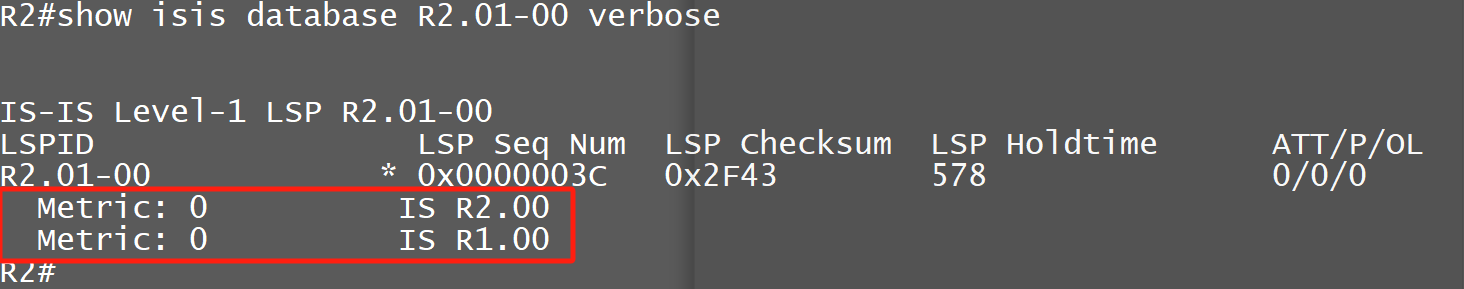 R2#show isis database R2.01-00 verbose
IS-IS Level-1 LSP R2.01-00
LSPID LSP Seq Num LSP Checksum LSP Holdtime ATT/P/OL
R2.01-00 * 0x0000003C 0x2F43 578 0/0/0
Metric: 0 IS R2.00
Metric: 0 IS R1.00
R2#